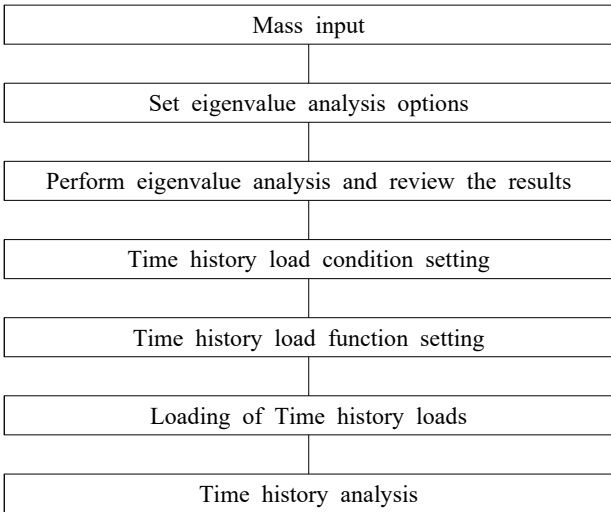 Mass input
Set eigenvalue analysis options
Perform eigenvalue analysis and review the results
Time history load condition setting
Time history load function setting
Loading of Time history loads
Time history analysis